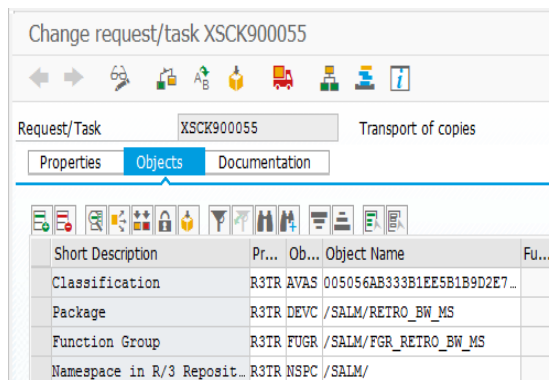 Change request/task XSCK900055
Request/Task XSCK900055 Transport of copies
Properties Objects Documentation
Short Description Pr... Ob... Object Name Fu...
Classification R3TR AVAS 005056AB333B1EE5B1B9D2E7...
Package R3TR DEVC /SALM/RETRO_BW_MS
Function Group R3TR FUGR /SALM/FGR_RETRO_BW_MS
Namespace in R/3 Reposit... R3TR NSPC /SALM/